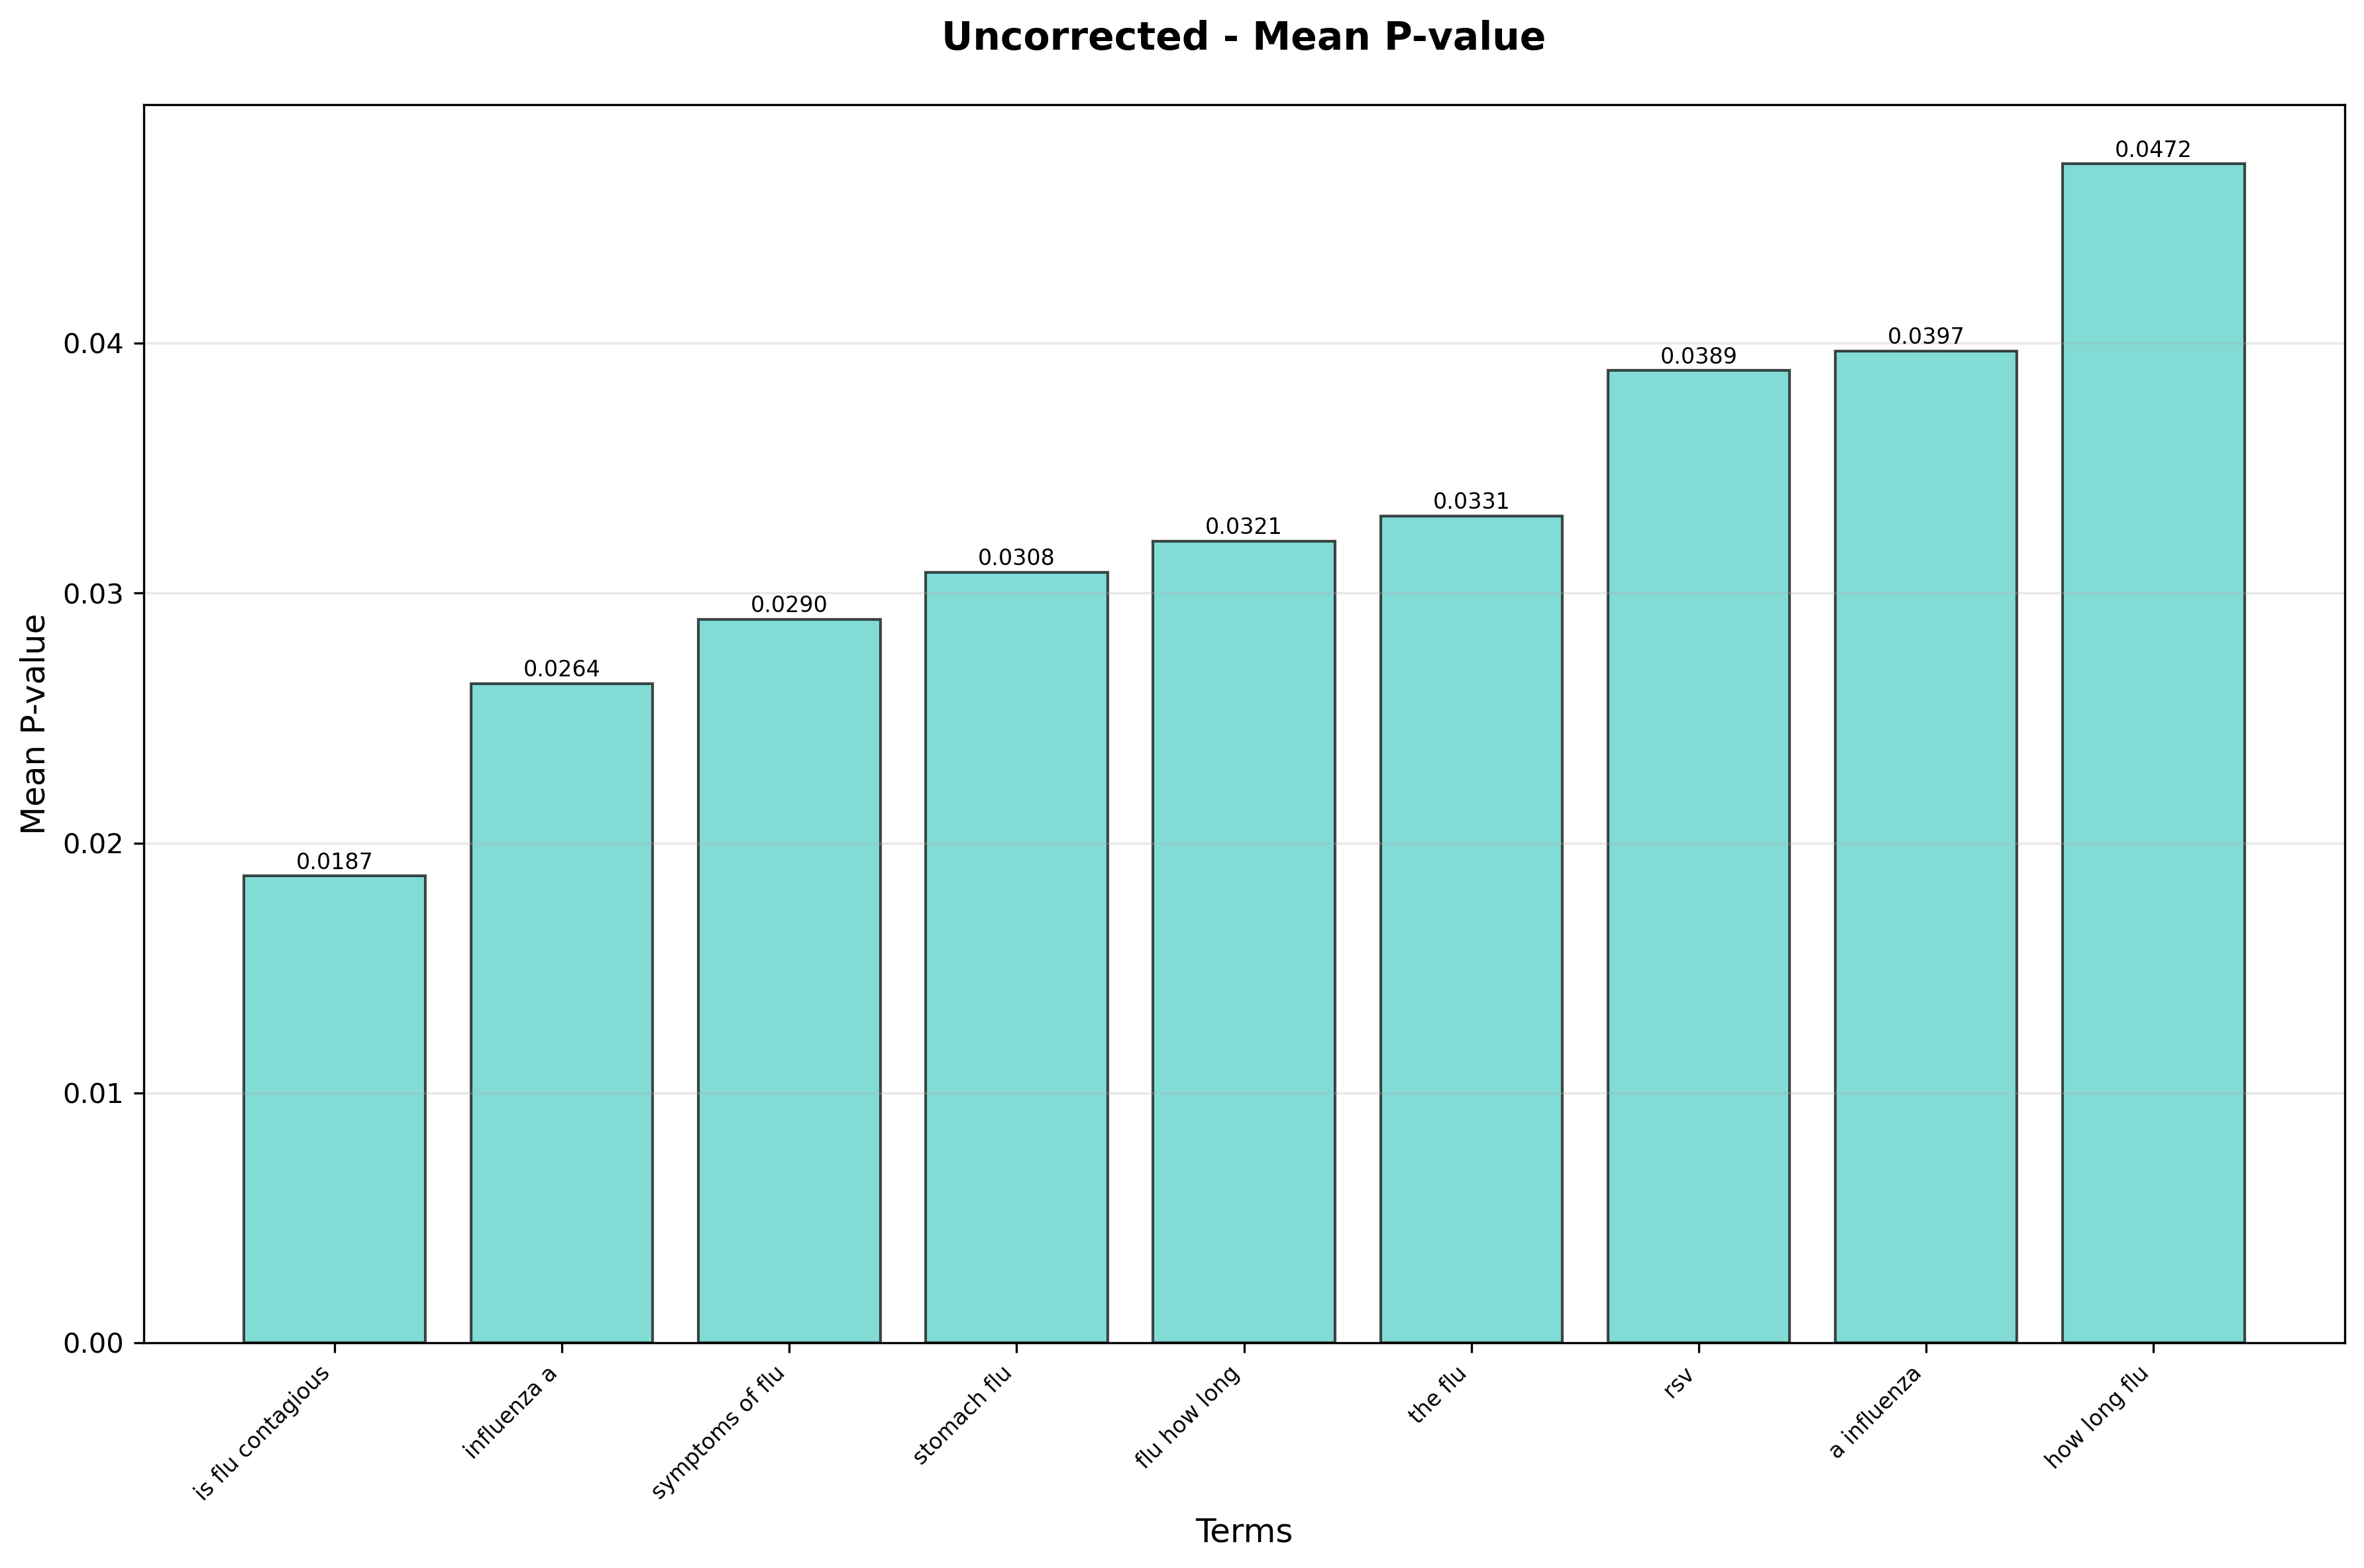 Uncorrected - Mean P-value
Mean P-value
0.04
0.03
0.02
0.01
0.00
0.0187
0.0264
0.0290
0.0308
0.0321
0.0331
0.0389
0.0397
0.0472
is flu contagious
influenza a
symptoms of flu
stomach flu
flu how long
the flu
rsv
a influenza
how long flu
Terms